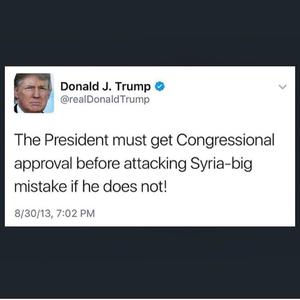 Donald J. Trump
@realDonaldTrump
The President must get Congressional
approval before attacking Syria-big
mistake if he does not!
8/30/13, 7:02 PM